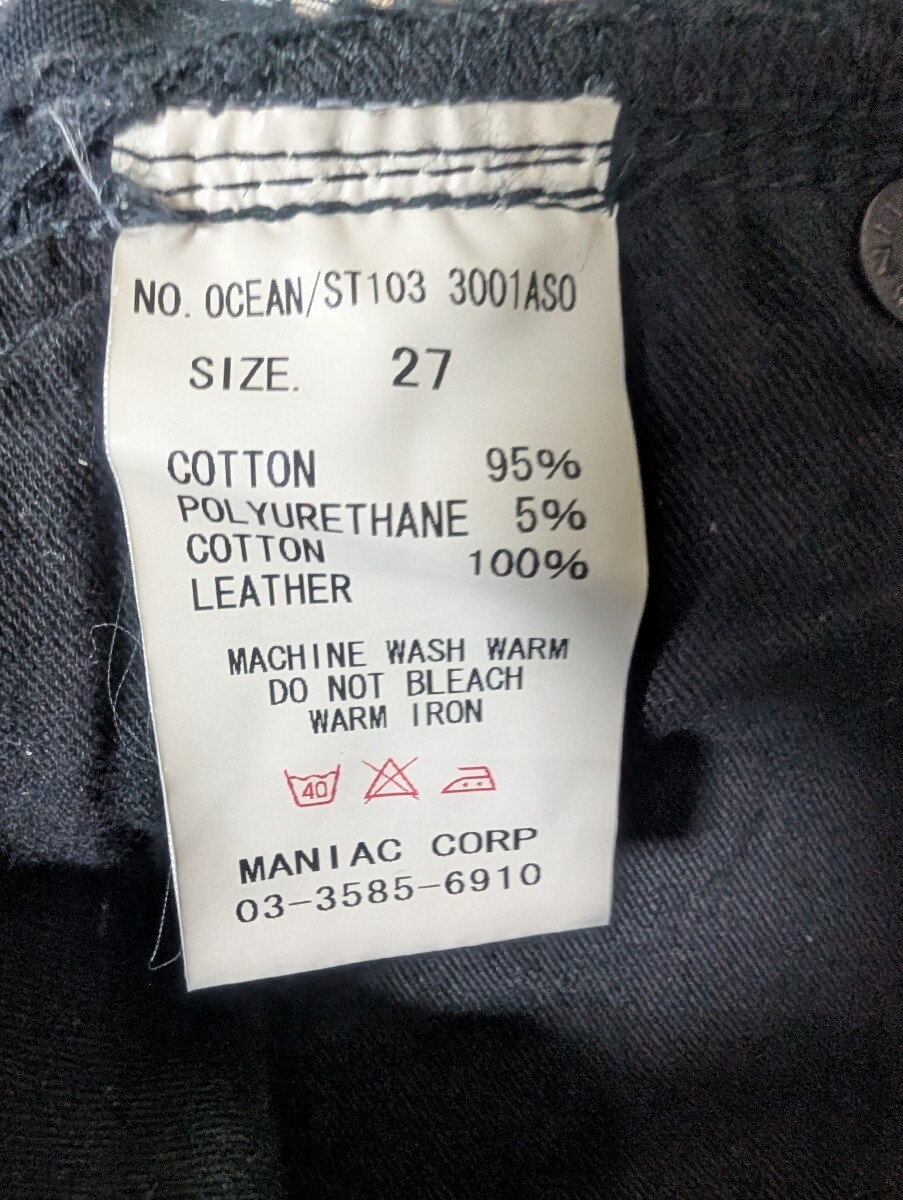 NO. OCEAN/ST103 3001ASO
SIZE. 27
COTTON 95%
POLYURETHANE 5%
COTTON 100%
LEATHER
MACHINE WASH WARM
DO NOT BLEACH
WARM IRON
40
MANIAC CORP
03-3585-6910